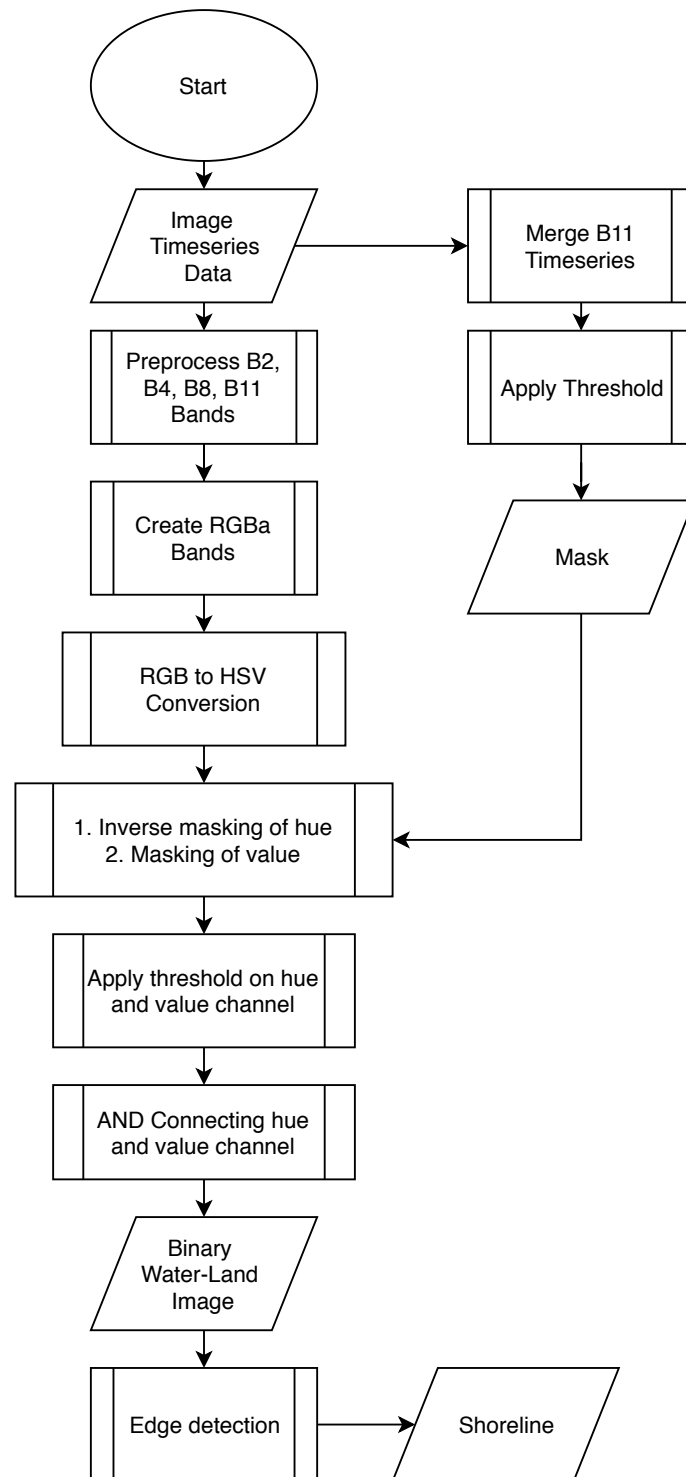 Start
Image
Timeseries
Data
Merge B11
Timeseries
Preprocess B2,
B4, B8, B11
Bands
Apply Threshold
Create RGBa
Bands
Mask
RGB to HSV
Conversion
1. Inverse masking of hue
2. Masking of value
Apply threshold on hue
and value channel
AND Connecting hue
and value channel
Binary
Water-Land
Image
Edge detection
Shoreline